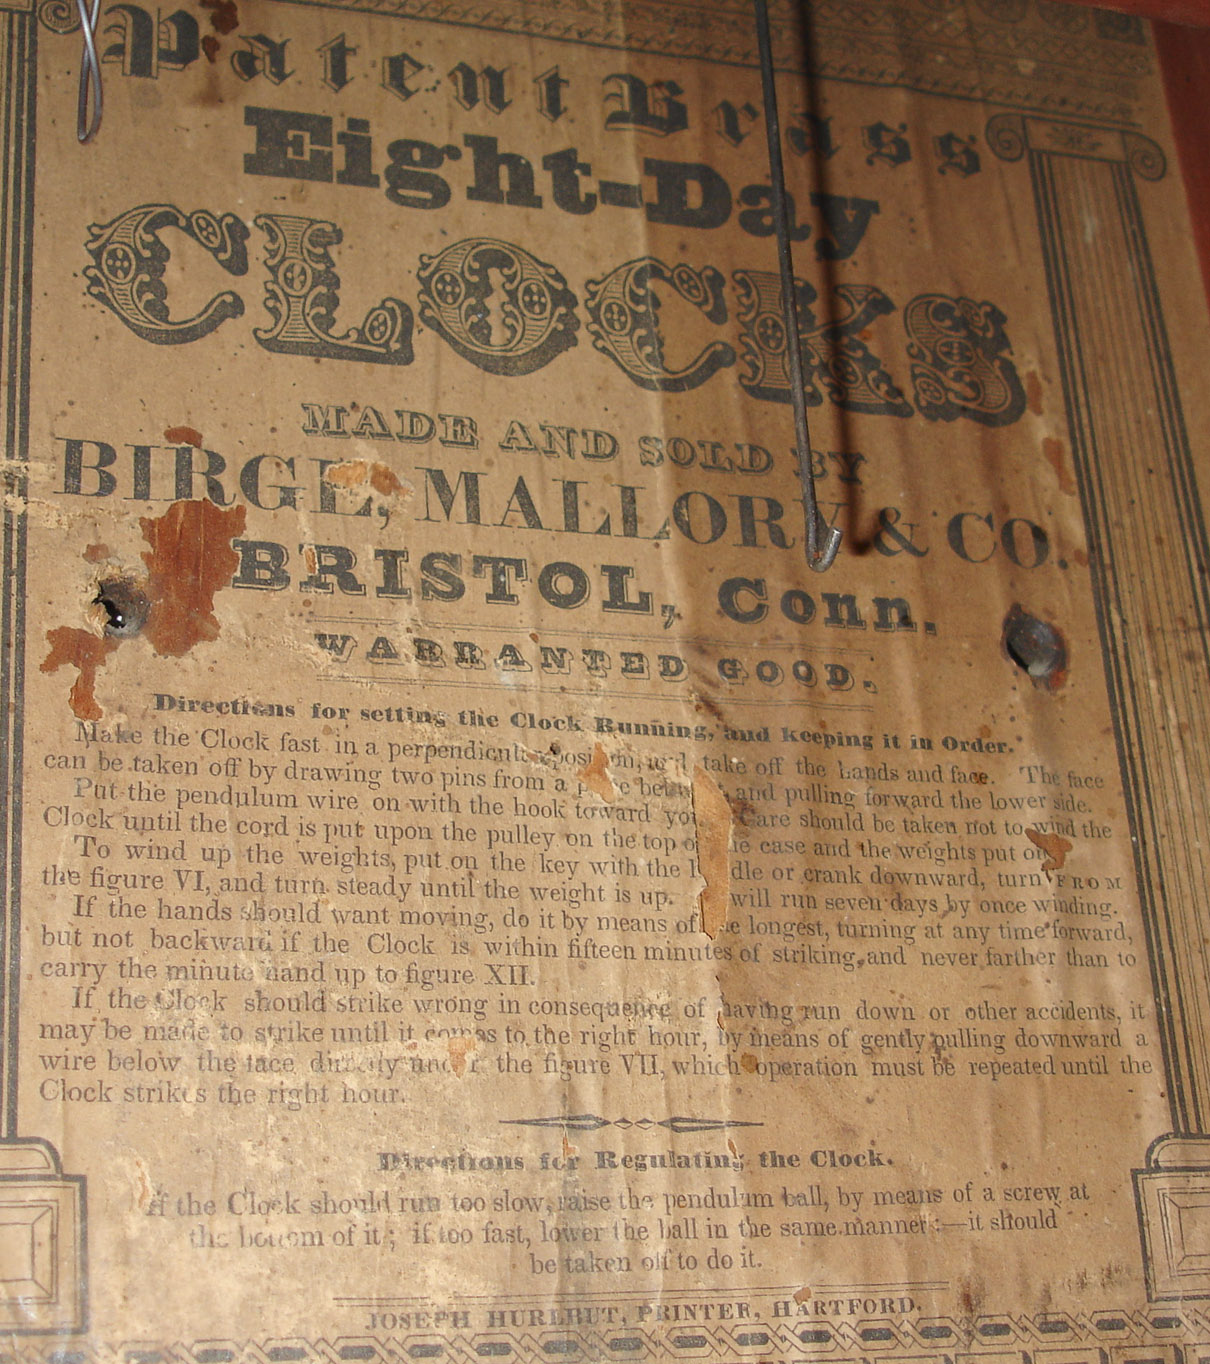 Patent Brass
Eight-Day
CLOCKS
MADE AND SOLD BY
BIRGE, MALLORY & CO.
BRISTOL, Conn.
WARRANTED GOOD.
Directions for setting the Clock Running, and keeping it in Order.
Make the Clock fast in a perpendicular position, and take off the hands and face. The face
can be taken off by drawing two pins from a and pulling forward the lower side.
Put the pendulum wire on with the hook toward you Care should be taken not to wind the
Clock until the cord is put upon the pulley on the top of the case and the weights put on
To wind up the weights, put on the key with the handle or crank downward, turn FROM
the figure VI, and turn steady until the weight is up. will run seven days by once winding.
If the hands should want moving, do it by means of the longest, turning at any time forward,
but not backward if the Clock is within fifteen minutes of striking, and never farther than to
carry the minute hand up to figure XII.
If the Clock should strike wrong in consequence of having run down or other accidents, it
may be made to strike until it comes to the right hour, by means of gently pulling downward a
wire below the face, directly under the figure VII, which operation must be repeated until the
Clock strikes the right hour.
Directions for Regulating the Clock.
If the Clock should run too slow, raise the pendulum ball, by means of a screw at
the bottom of it; if too fast, lower the ball in the same manner:—it should
be taken off to do it.
JOSEPH HURLBUT, PRINTER, HARTFORD.